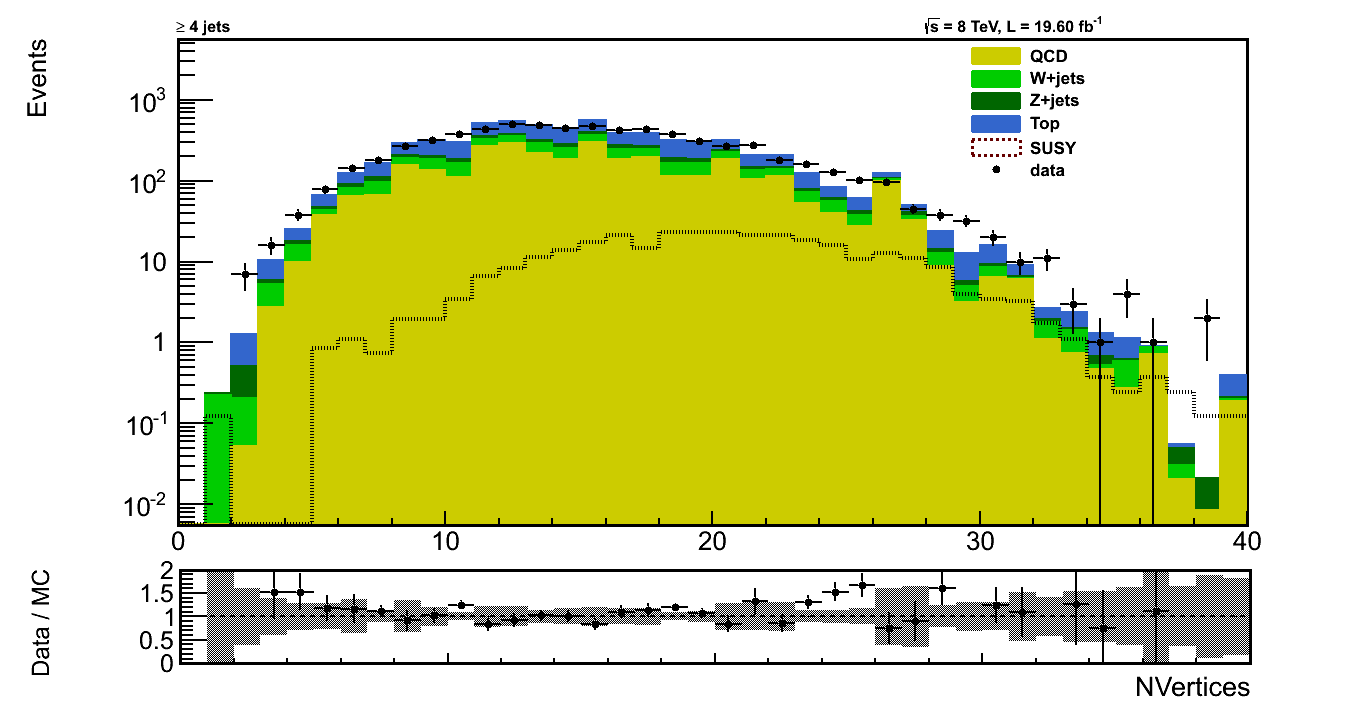 ≥ 4 jets
√s = 8 TeV, L = 19.60 fb⁻¹
Events
QCD
W+jets
Z+jets
Top
SUSY
data
10³
10²
10
1
10⁻¹
10⁻²
0 10 20 30 40
Data / MC
2
1.5
1
0.5
0
NVertices